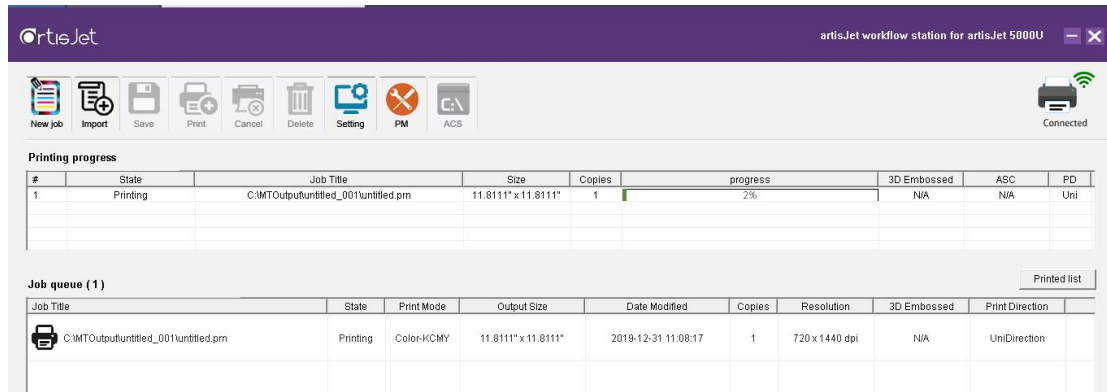 artisJet
artisJet workflow station for artisJet 5000U
New job Import Save Print Cancel Delete Setting PM C:\ ACS
Connected
Printing progress
# State Job Title Size Copies progress 3D Embossed ASC PD
1 Printing C:\MTOutput\untitled_001\untitled.prn 11.8111" x 11.8111" 1 2% N/A N/A Uni
Printed list
Job queue ( 1 )
Job Title State Print Mode Output Size Date Modified Copies Resolution 3D Embossed Print Direction
C:\MTOutput\untitled_001\untitled.prn Printing Color-KCMY 11.8111" x 11.8111" 2019-12-31 11:08:17 1 720 x 1440 dpi N/A UniDirection